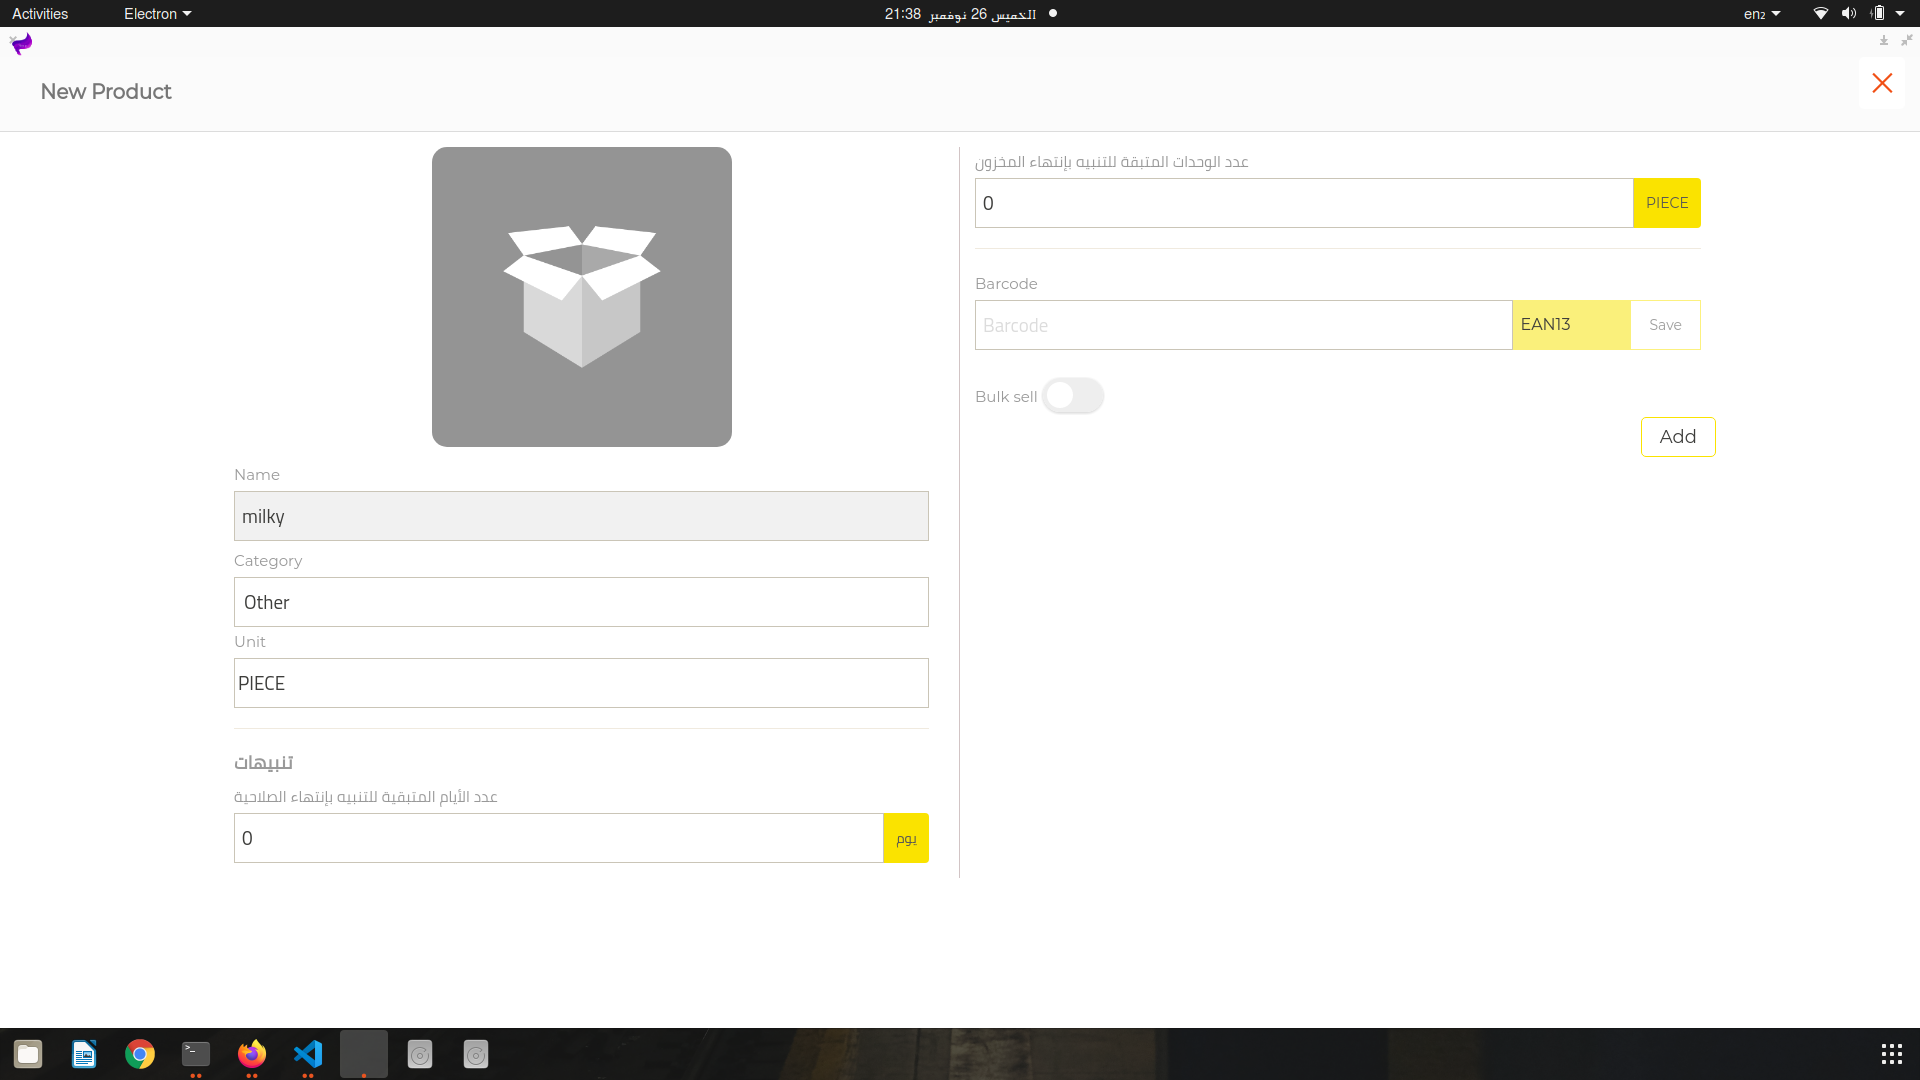 Activities
Electron
الخميس 26 نوفمبر 21:38
en₂
New Product
Name
milky
Category
Other
Unit
PIECE
تنبيهات
عدد الأيام المتبقية للتنبيه بإنتهاء الصلاحية
0
يوم
عدد الوحدات المتبقة للتنبيه بإنتهاء المخزون
0
PIECE
Barcode
Barcode
EAN13
Save
Bulk sell
Add